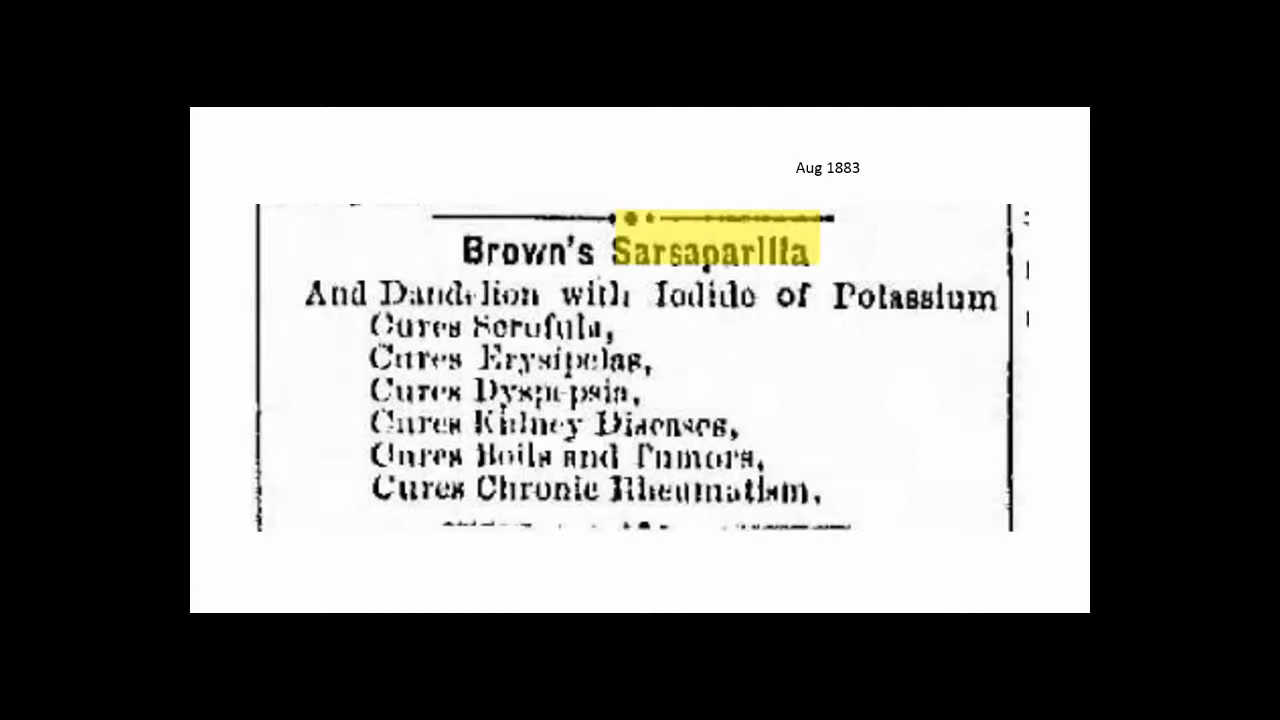 Aug 1883
Brown's Sarsaparilla
And Dandelion with Iodide of Potassium
Cures Scrofula,
Cures Erysipelas,
Cures Dyspepsia,
Cures Kidney Diseases,
Cures Boils and Tumors,
Cures Chronic Rheumatism.